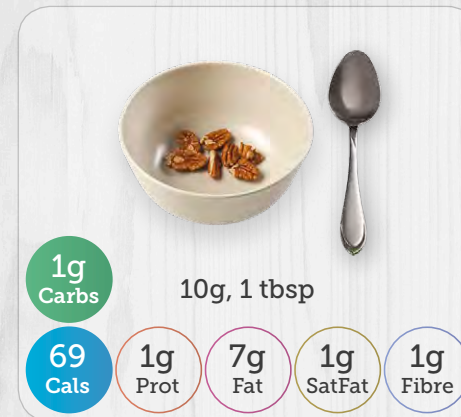 1g
Carbs
10g, 1 tbsp
69
Cals
1g
Prot
7g
Fat
1g
SatFat
1g
Fibre